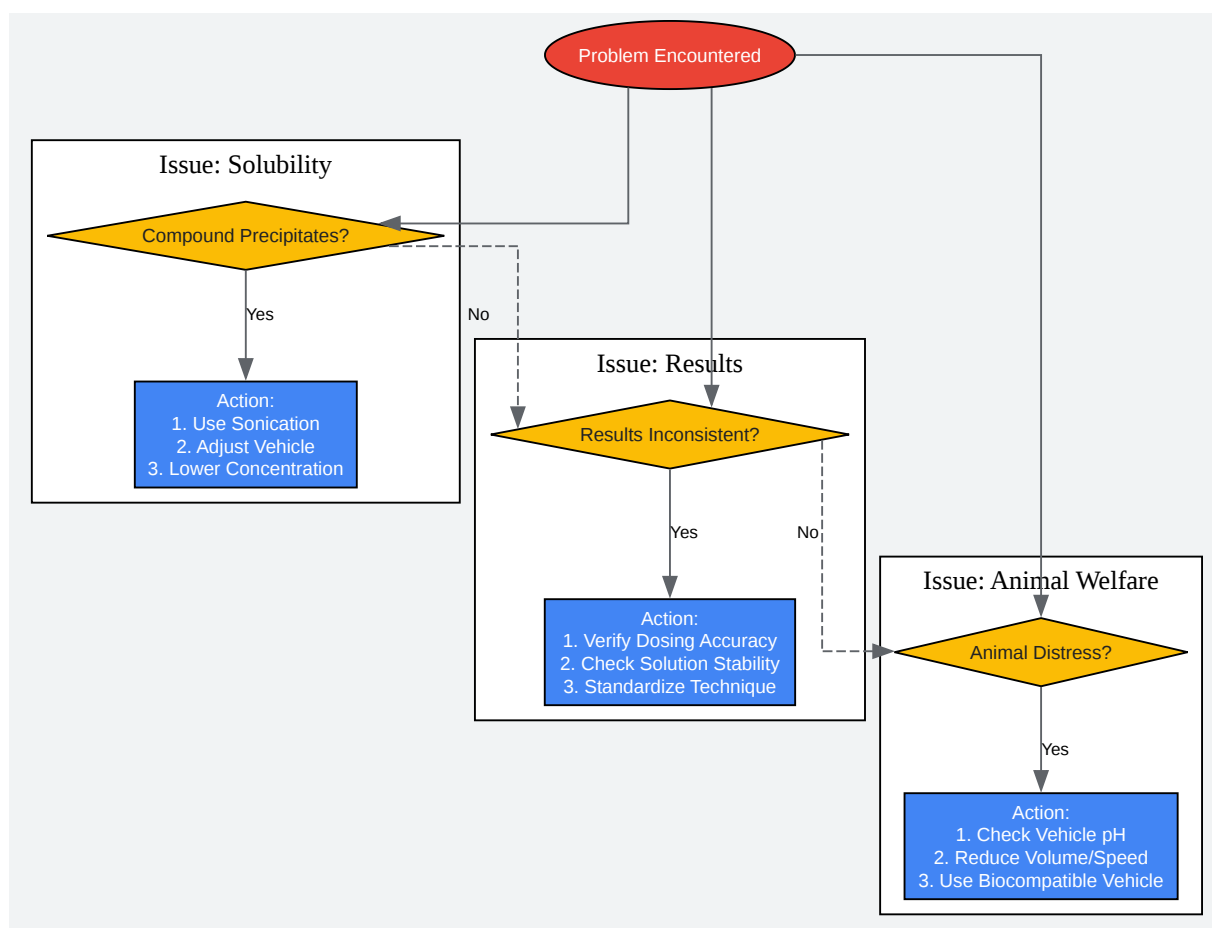 Problem Encountered
Issue: Solubility
Compound Precipitates?
Yes
No
Action:
1. Use Sonication
2. Adjust Vehicle
3. Lower Concentration
Issue: Results
Results Inconsistent?
Yes
No
Action:
1. Verify Dosing Accuracy
2. Check Solution Stability
3. Standardize Technique
Issue: Animal Welfare
Animal Distress?
Yes
Action:
1. Check Vehicle pH
2. Reduce Volume/Speed
3. Use Biocompatible Vehicle